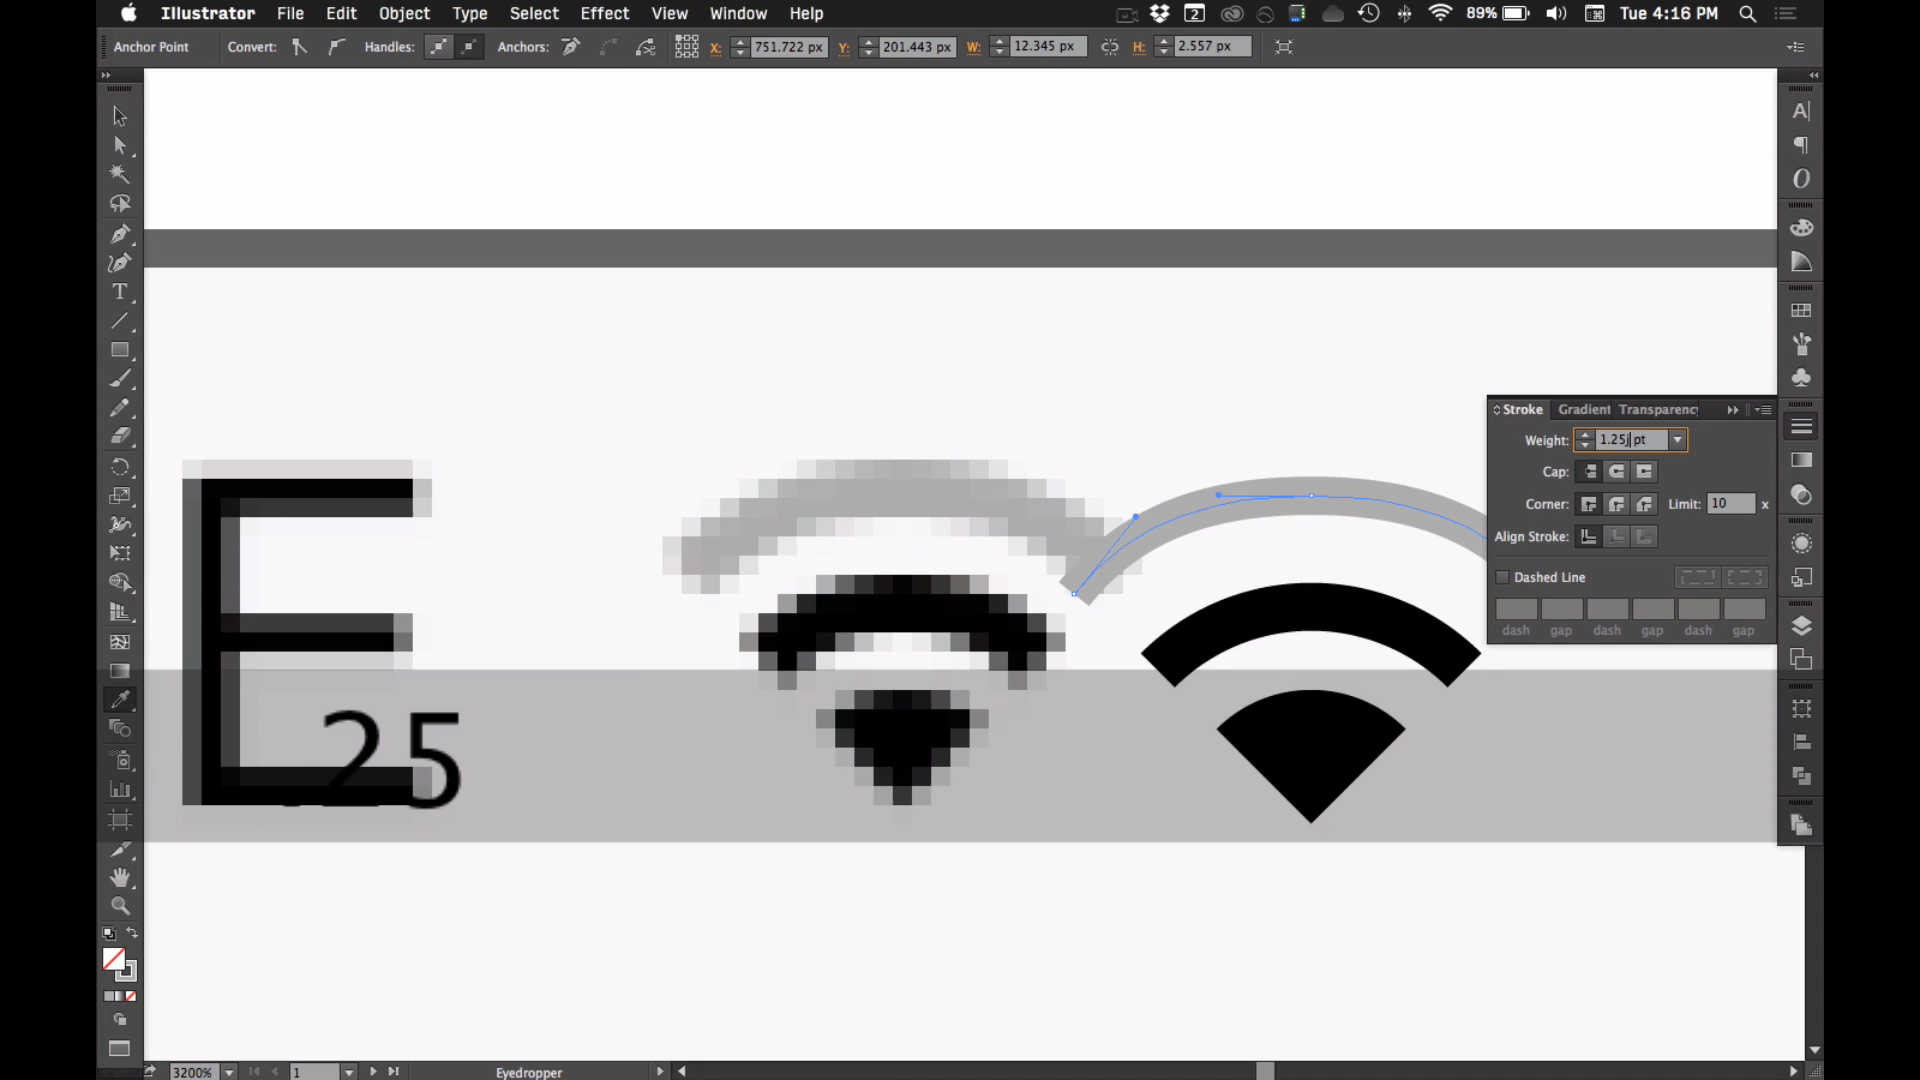 Illustrator File Edit Object Type Select Effect View Window Help 2 89% Tue 4:16 PM
Anchor Point Convert: Handles: Anchors: X: 751.722 px Y: 201.443 px W: 12.345 px H: 2.557 px
Stroke Gradient Transparency
Weight: 1.25j pt
Cap:
Corner: Limit: 10 x
Align Stroke:
Dashed Line
dash gap dash gap dash gap
E
.25
3200% 1 Eyedropper